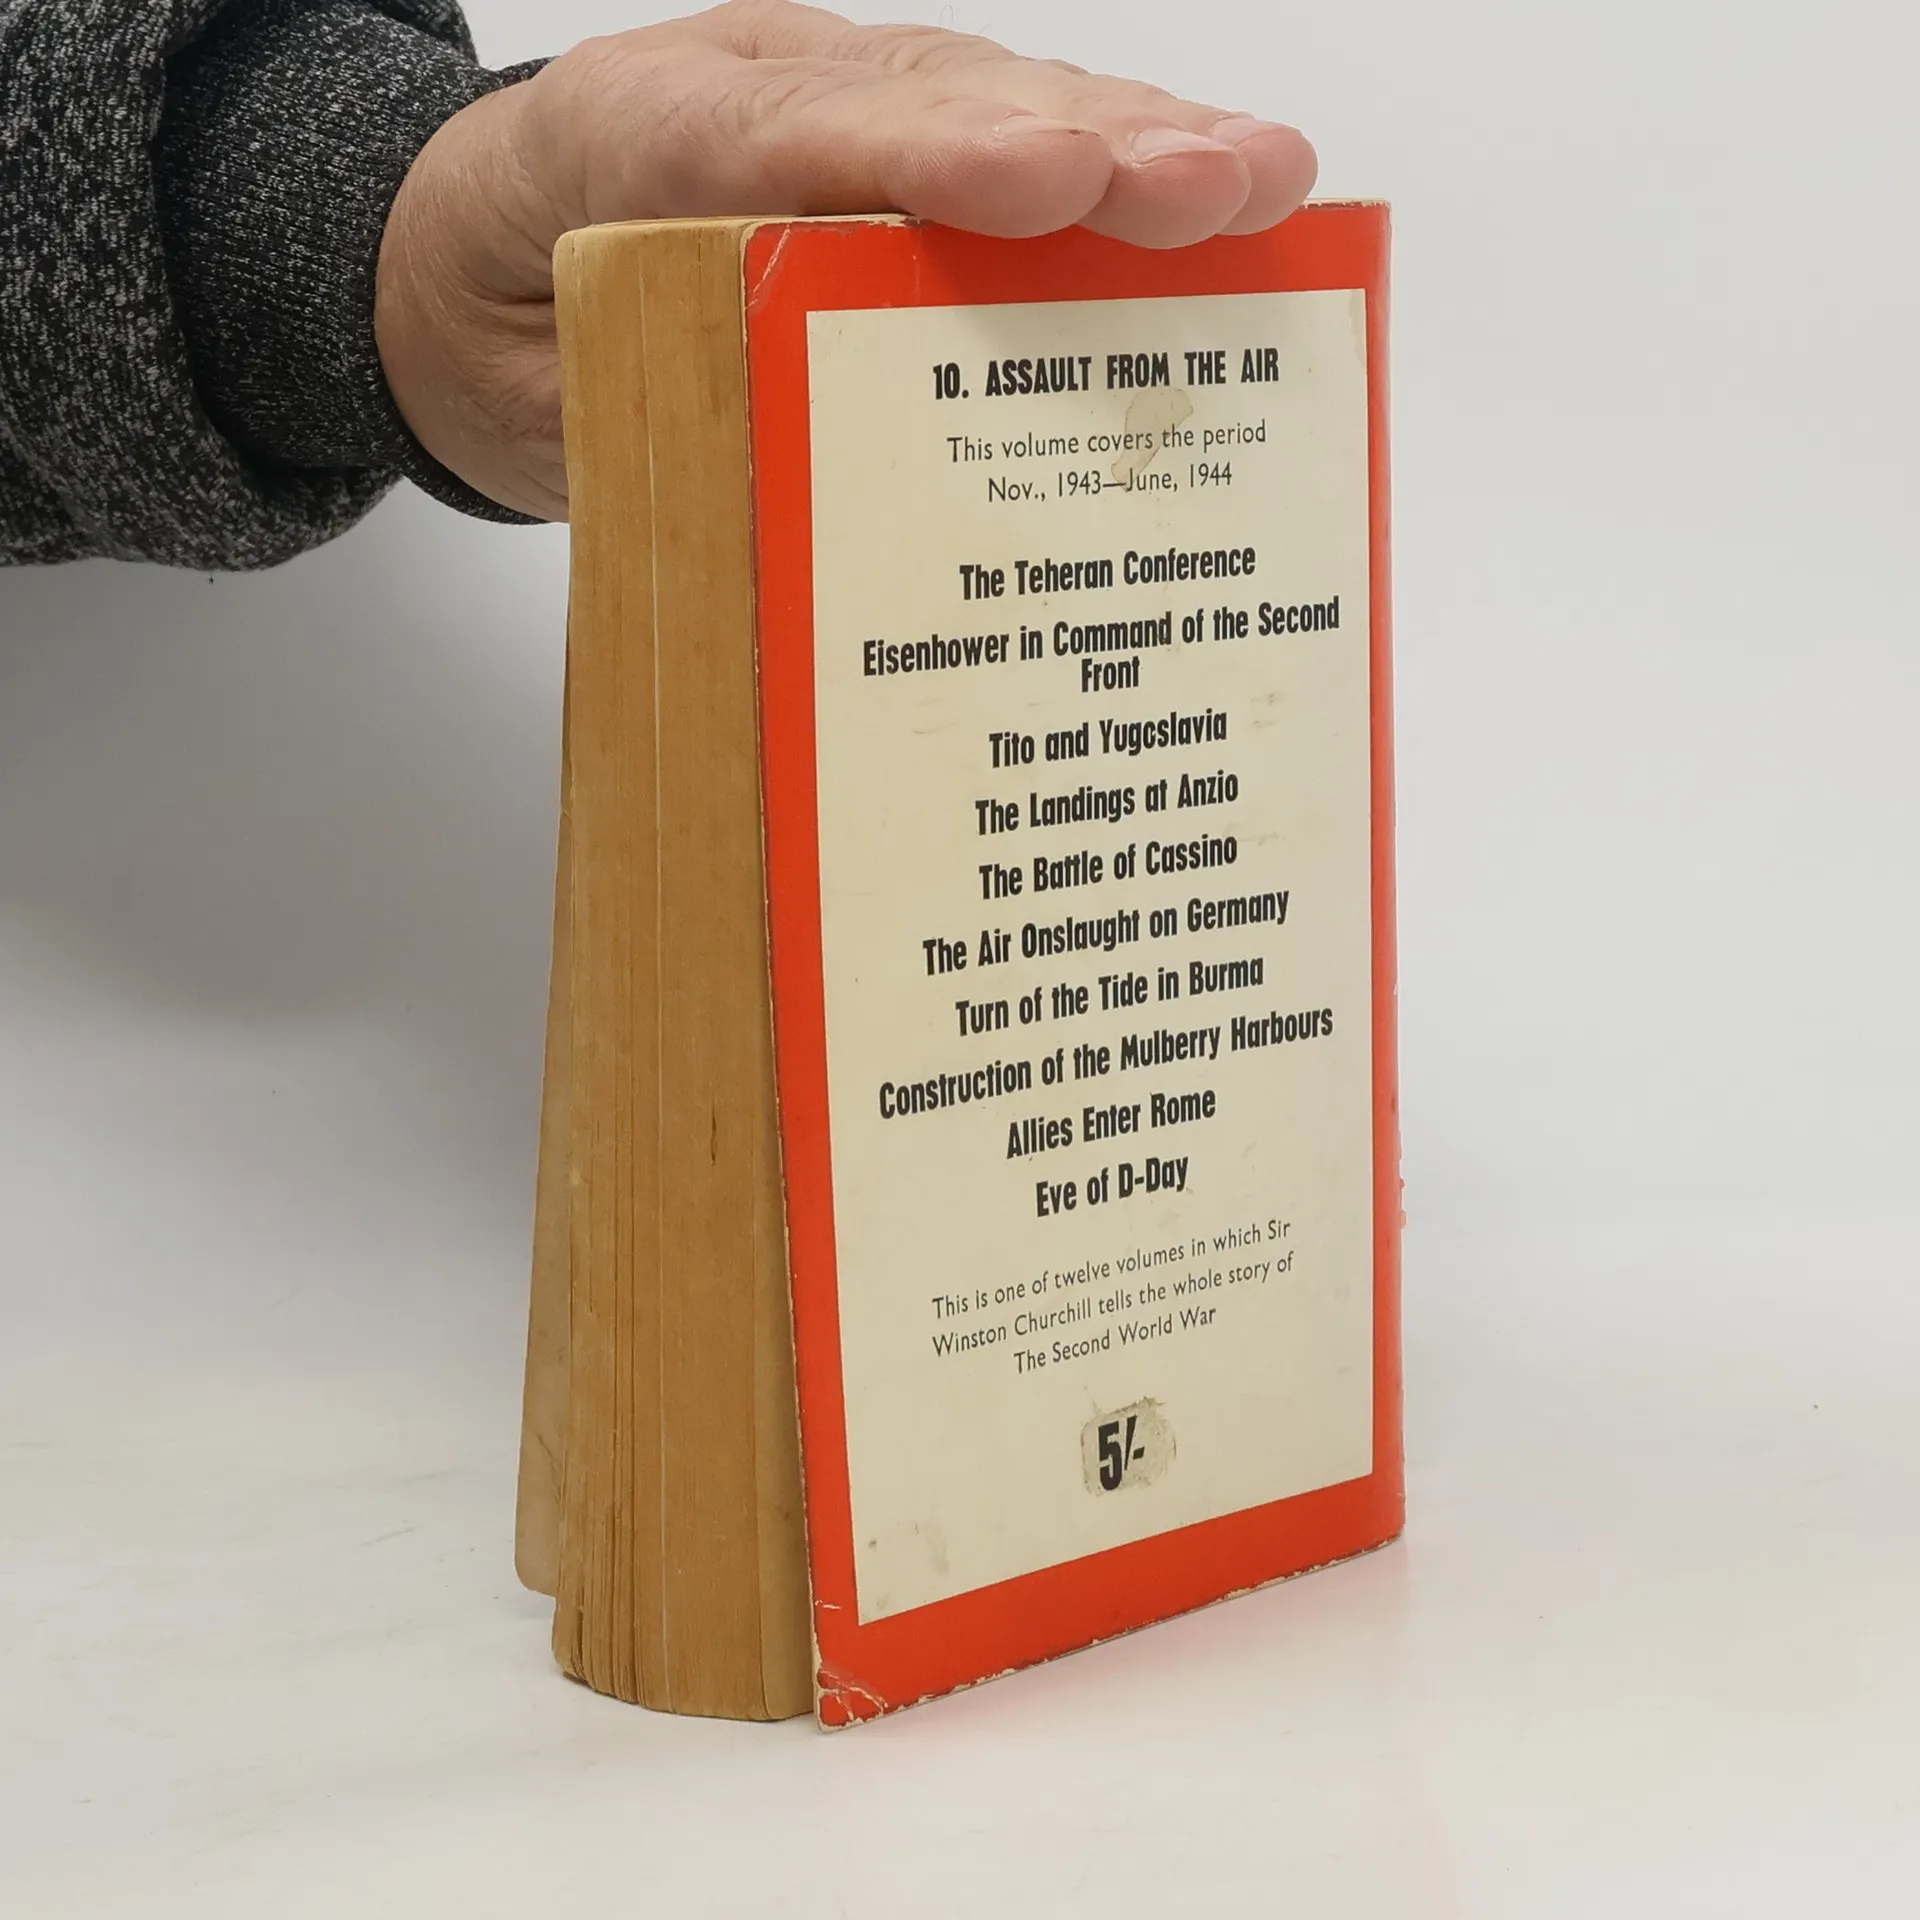 10. ASSAULT FROM THE AIR
This volume covers the period
Nov., 1943—June, 1944
The Teheran Conference
Eisenhower in Command of the Second
Front
Tito and Yugoslavia
The Landings at Anzio
The Battle of Cassino
The Air Onslaught on Germany
Turn of the Tide in Burma
Construction of the Mulberry Harbours
Allies Enter Rome
Eve of D-Day
This is one of twelve volumes in which Sir
Winston Churchill tells the whole story of
The Second World War
5/-